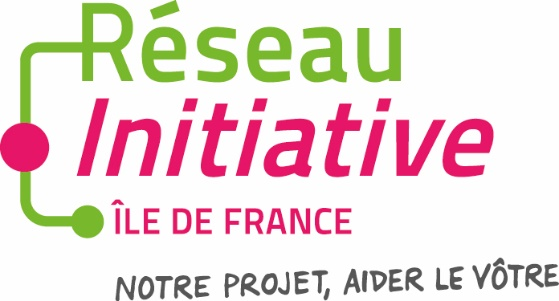 Réseau
Initiative
ÎLE DE FRANCE
NOTRE PROJET, AIDER LE VÔTRE